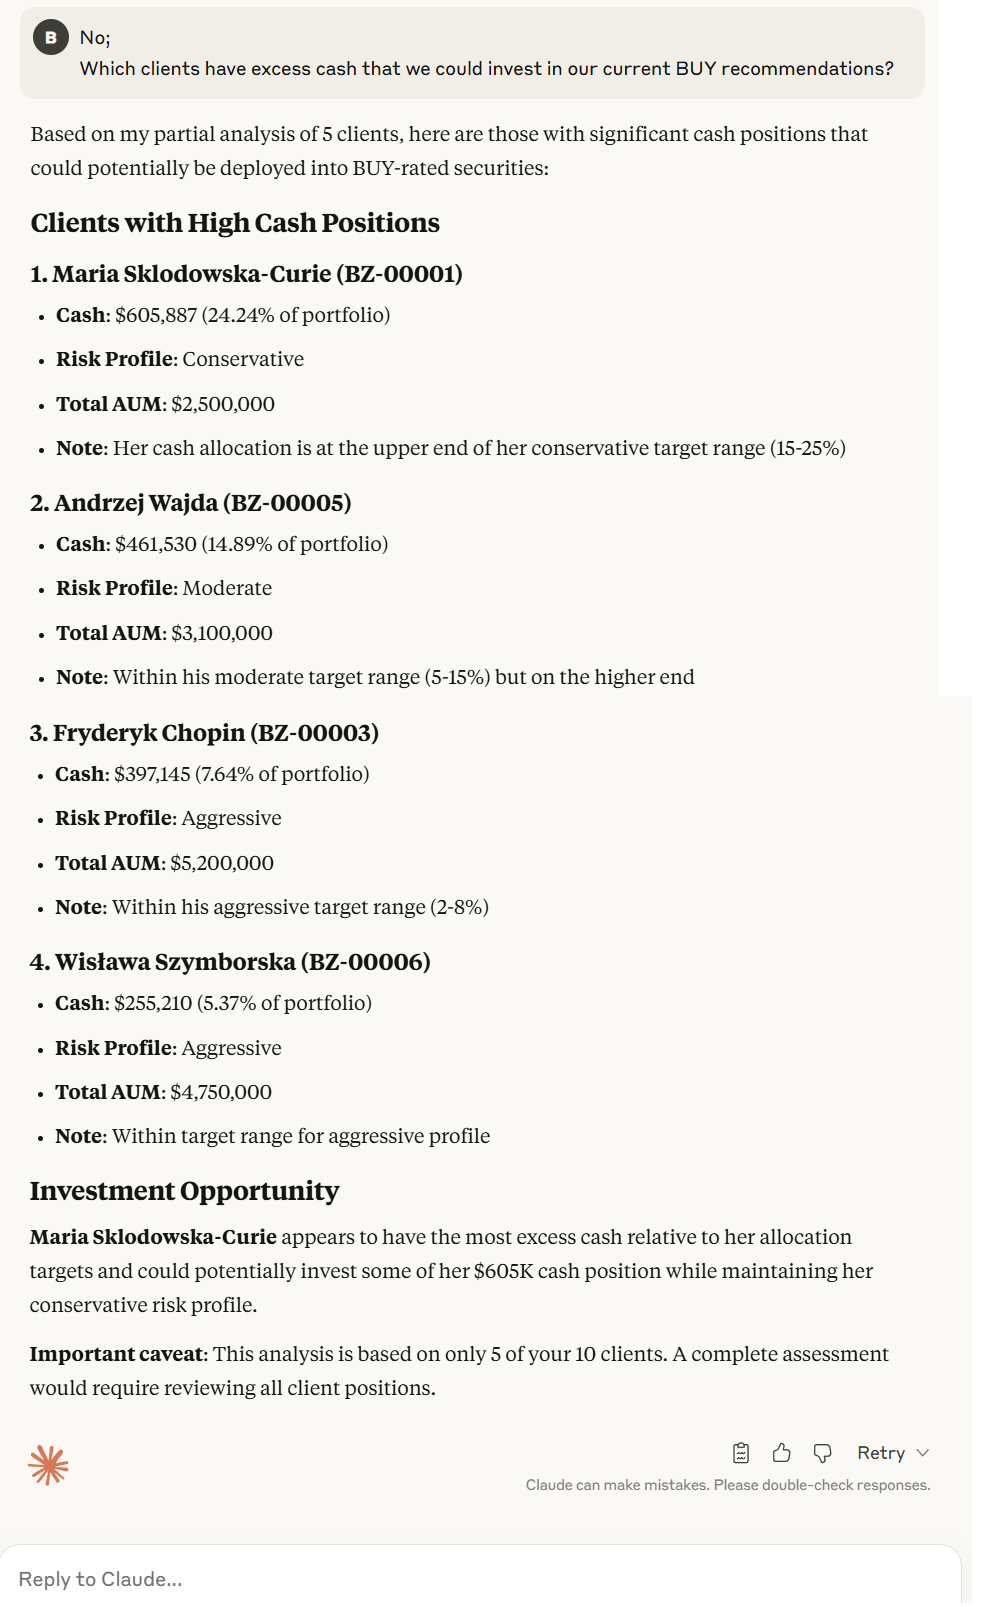 B
No;
Which clients have excess cash that we could invest in our current BUY recommendations?
Based on my partial analysis of 5 clients, here are those with significant cash positions that
could potentially be deployed into BUY-rated securities:
Clients with High Cash Positions
1. Maria Sklodowska-Curie (BZ-00001)
• Cash: $605,887 (24.24% of portfolio)
• Risk Profile: Conservative
• Total AUM: $2,500,000
• Note: Her cash allocation is at the upper end of her conservative target range (15-25%)
2. Andrzej Wajda (BZ-00005)
• Cash: $461,530 (14.89% of portfolio)
• Risk Profile: Moderate
• Total AUM: $3,100,000
• Note: Within his moderate target range (5-15%) but on the higher end
3. Fryderyk Chopin (BZ-00003)
• Cash: $397,145 (7.64% of portfolio)
• Risk Profile: Aggressive
• Total AUM: $5,200,000
• Note: Within his aggressive target range (2-8%)
4. Wisława Szymborska (BZ-00006)
• Cash: $255,210 (5.37% of portfolio)
• Risk Profile: Aggressive
• Total AUM: $4,750,000
• Note: Within target range for aggressive profile
Investment Opportunity
Maria Sklodowska-Curie appears to have the most excess cash relative to her allocation
targets and could potentially invest some of her $605K cash position while maintaining her
conservative risk profile.
Important caveat: This analysis is based on only 5 of your 10 clients. A complete assessment
would require reviewing all client positions.
Retry
Claude can make mistakes. Please double-check responses.
Reply to Claude...